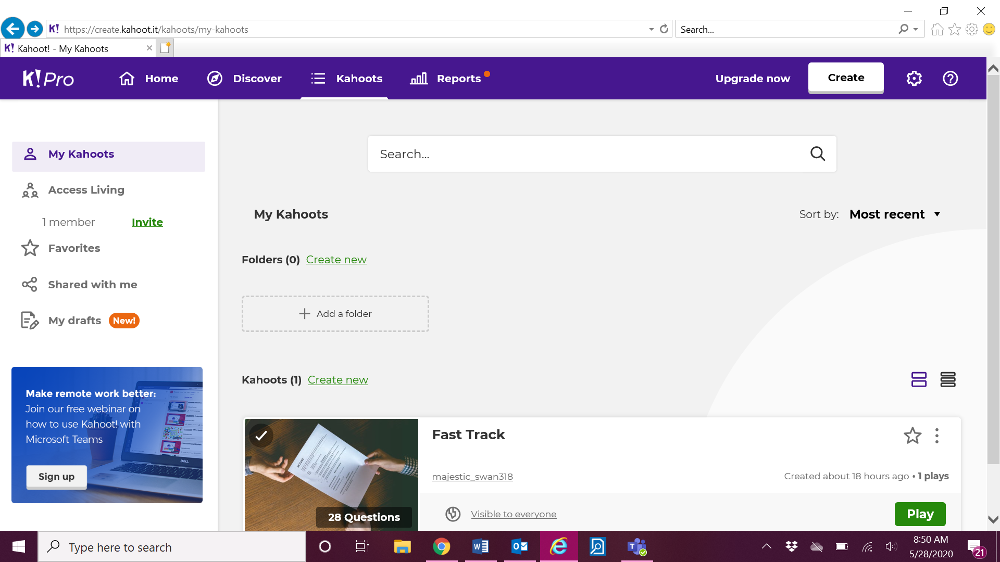 K! https://create.kahoot.it/kahoots/my-kahoots
Search...
K! Kahoot! - My Kahoots
K! Pro
Home
Discover
Kahoots
Reports
Upgrade now
Create
My Kahoots
Access Living
1 member
Invite
Favorites
Shared with me
My drafts
New!
Make remote work better:
Join our free webinar on
how to use Kahoot! with
Microsoft Teams
DELL
Sign up
Search...
My Kahoots
Sort by: Most recent
Folders (0) Create new
Add a folder
Kahoots (1) Create new
RESUME
28 Questions
Fast Track
majestic_swan318
Created about 18 hours ago • 1 plays
Visible to everyone
Play
Type here to search
8:50 AM
5/28/2020
21